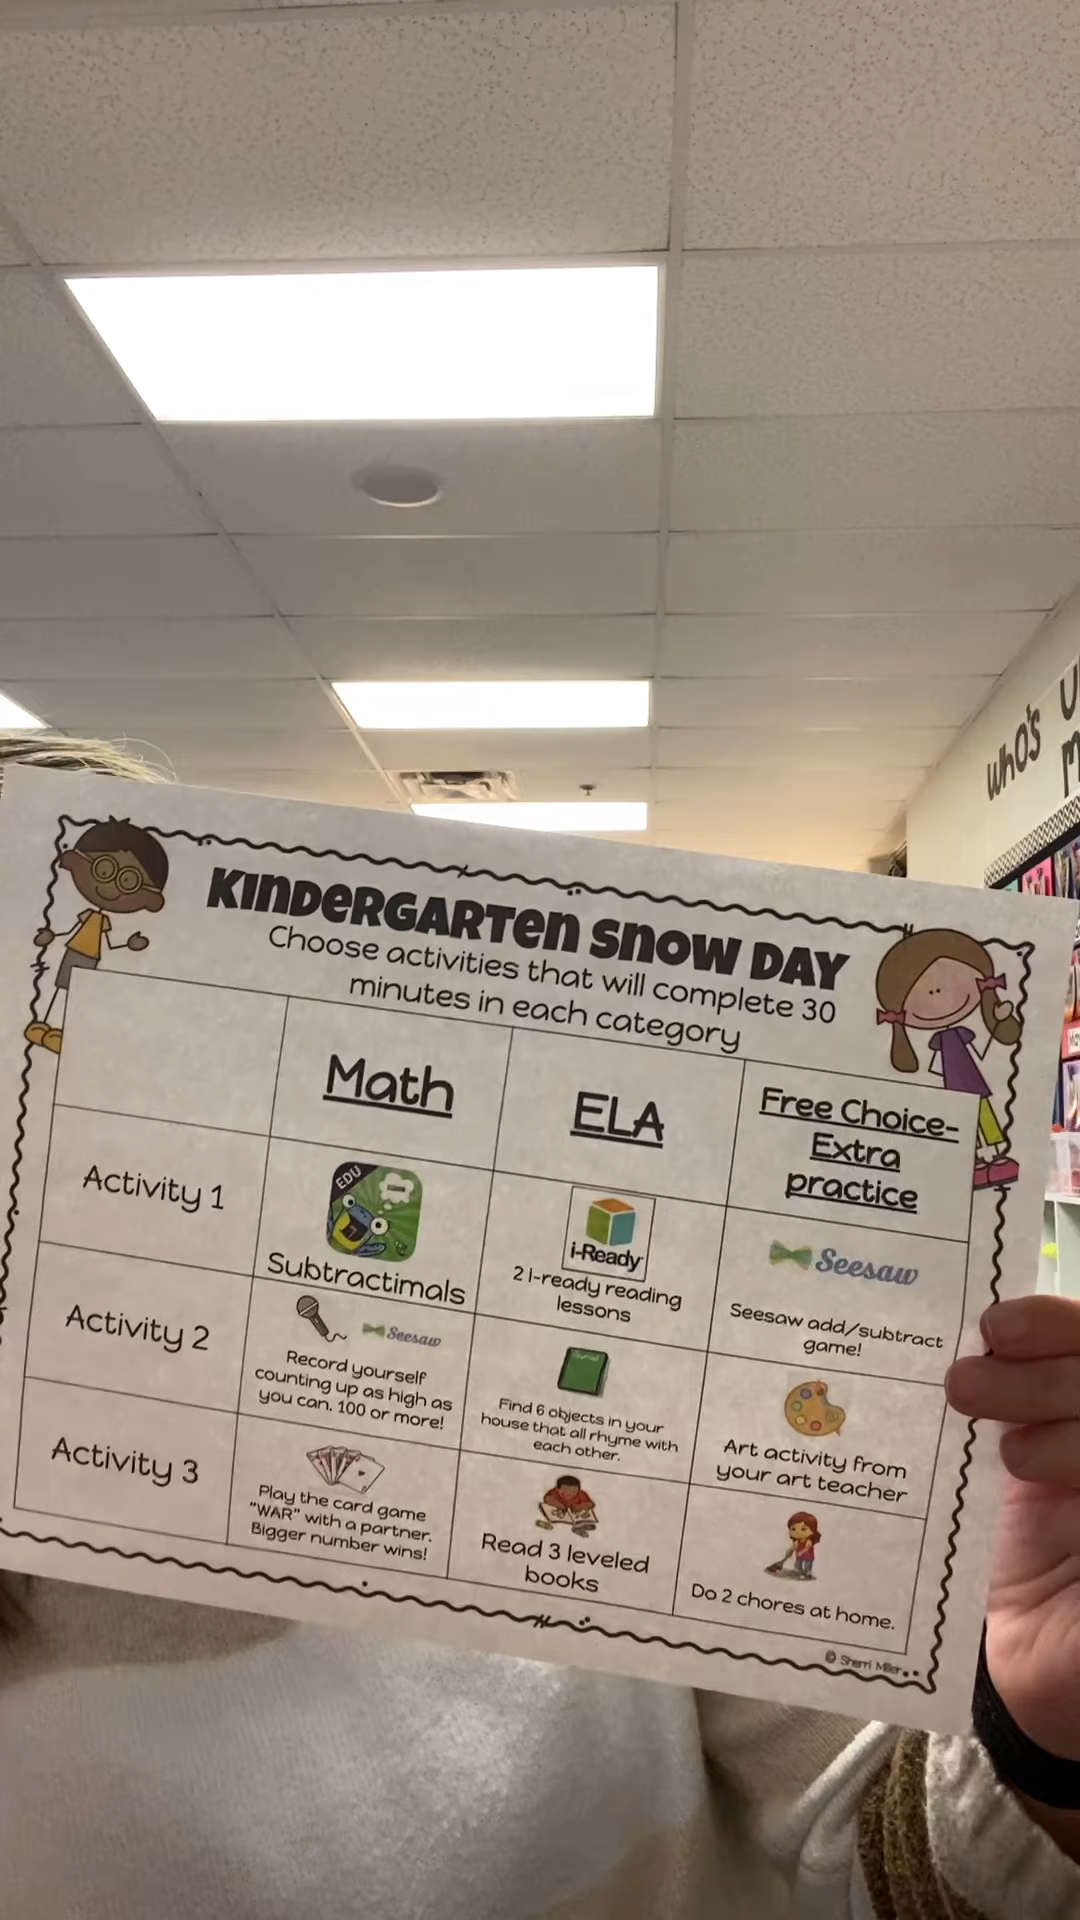 who's
KINDERGARTEN SNOW DAY
Choose activities that will complete 30
minutes in each category
Math
ELA
Free Choice-
Extra
practice
Activity 1
EDU
Subtractimals
i-Ready
2 I-ready reading
lessons
Seesaw
Seesaw add/subtract
game!
Activity 2
Seesaw
Record yourself
counting up as high as
you can. 100 or more!
Find 6 objects in your
house that all rhyme with
each other.
Art activity from
your art teacher
Activity 3
Play the card game
"WAR" with a partner.
Bigger number wins!
Read 3 leveled
books
Do 2 chores at home.
© Sherri Miller